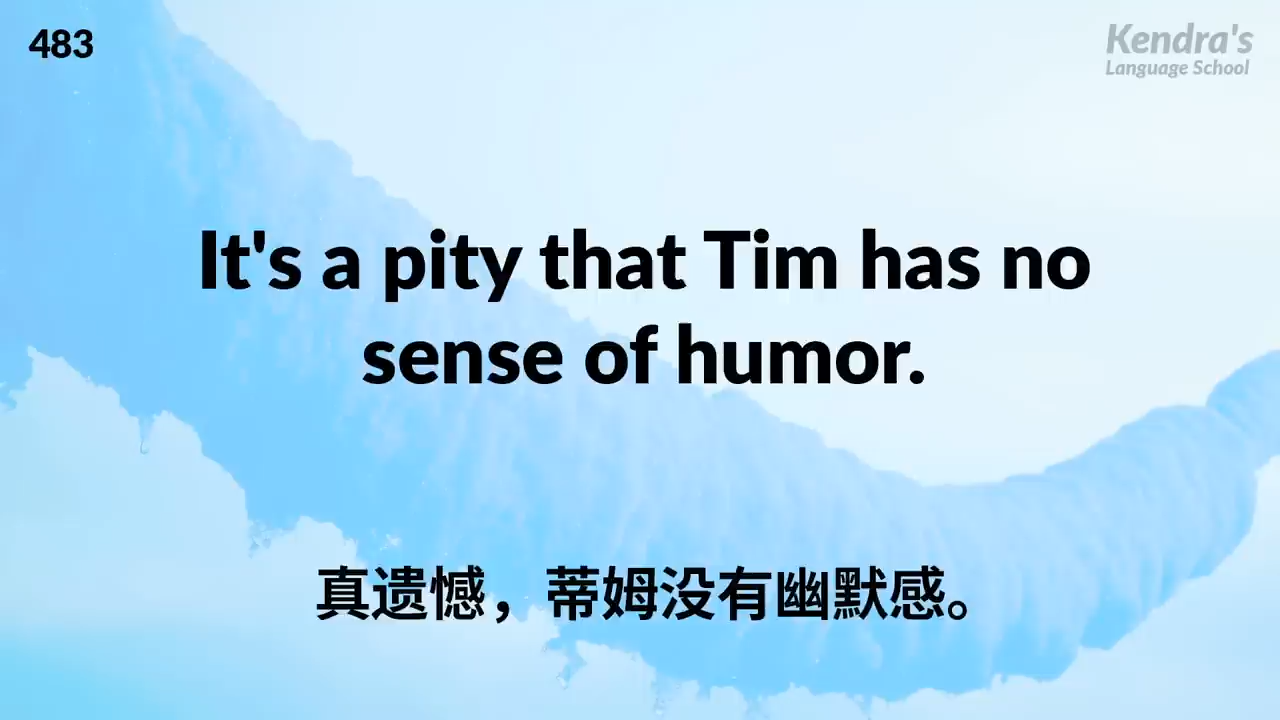 483
Kendra's
Language School
It's a pity that Tim has no
sense of humor.
真遗憾，蒂姆没有幽默感。